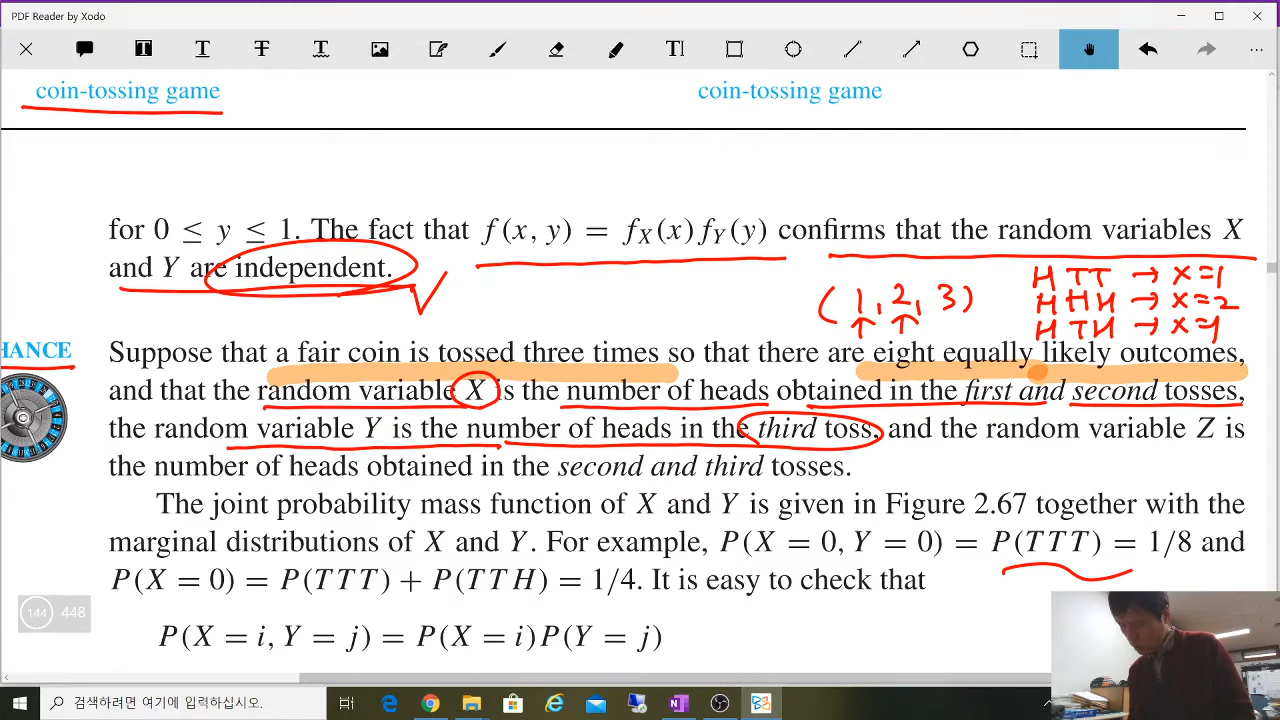 PDF Reader by Xodo
coin-tossing game
coin-tossing game
for 0 ≤ y ≤ 1. The fact that f(x, y) = f_X(x) f_Y(y) confirms that the random variables X
and Y are independent.
(1, 2, 3)
H TT → X=1
H H H → X=2
H T H → X=1
HANCE
Suppose that a fair coin is tossed three times so that there are eight equally likely outcomes,
and that the random variable X is the number of heads obtained in the first and second tosses,
the random variable Y is the number of heads in the third toss, and the random variable Z is
the number of heads obtained in the second and third tosses.
The joint probability mass function of X and Y is given in Figure 2.67 together with the
marginal distributions of X and Y. For example, P(X = 0, Y = 0) = P(TTT) = 1/8 and
P(X = 0) = P(TTT) + P(TTH) = 1/4. It is easy to check that
144 448
P(X = i, Y = j) = P(X = i)P(Y = j)
검색하려면 여기에 입력하십시오.